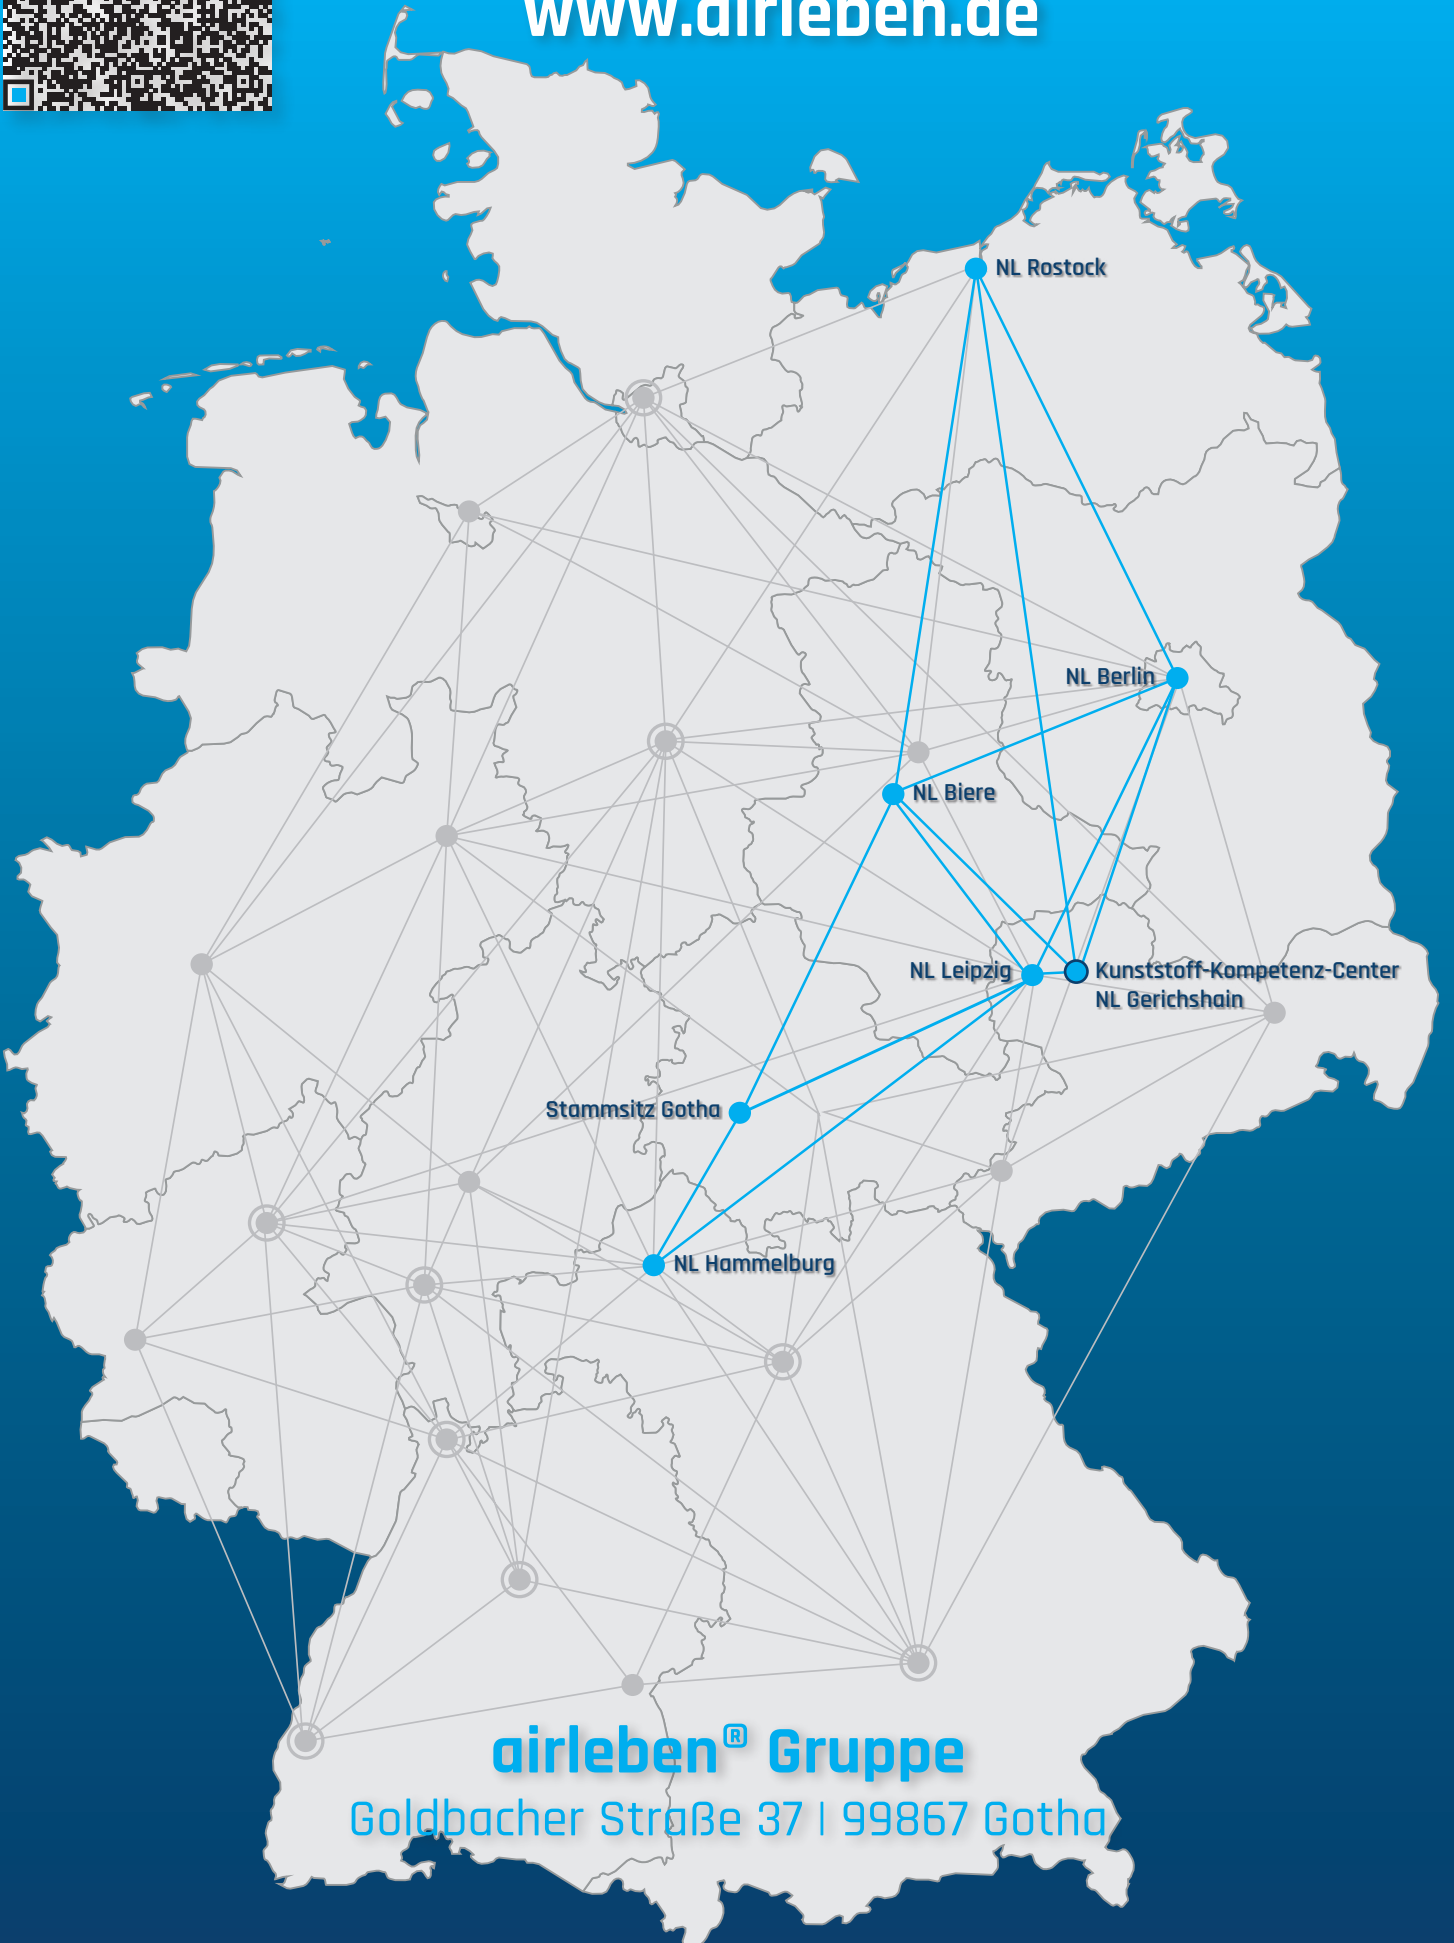 www.airleben.de
NL Rostock
NL Berlin
NL Biere
NL Leipzig
Kunststoff-Kompetenz-Center
NL Gerichshain
Stammsitz Gotha
NL Hammelburg
airleben® Gruppe
Goldbacher Straße 37 | 99867 Gotha